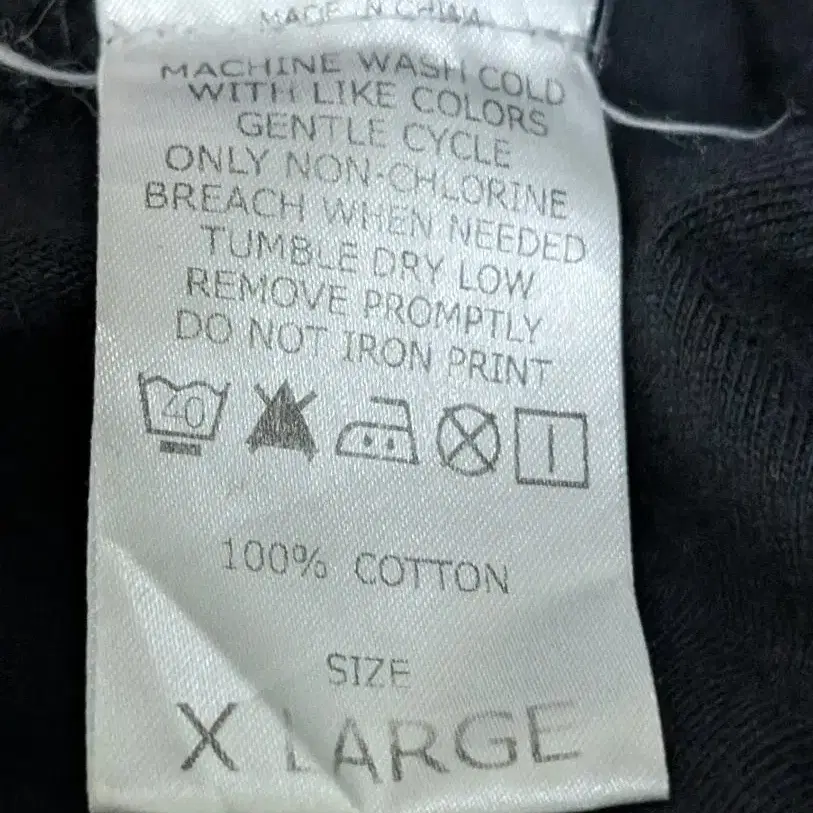 MADE IN CHINA
MACHINE WASH COLD
WITH LIKE COLORS
GENTLE CYCLE
ONLY NON-CHLORINE
BREACH WHEN NEEDED
TUMBLE DRY LOW
REMOVE PROMPTLY
DO NOT IRON PRINT
40
100% COTTON
SIZE
X LARGE